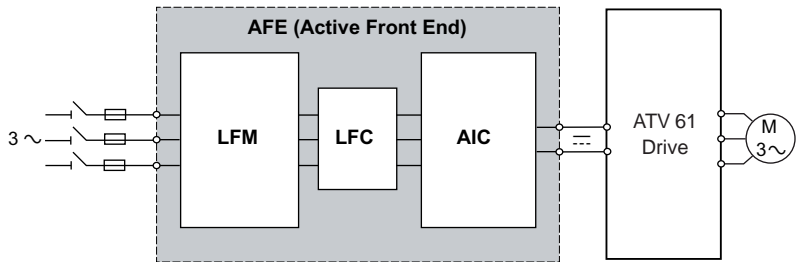 AFE (Active Front End)
3 ~
LFM
LFC
AIC
ATV 61
Drive
M
3~